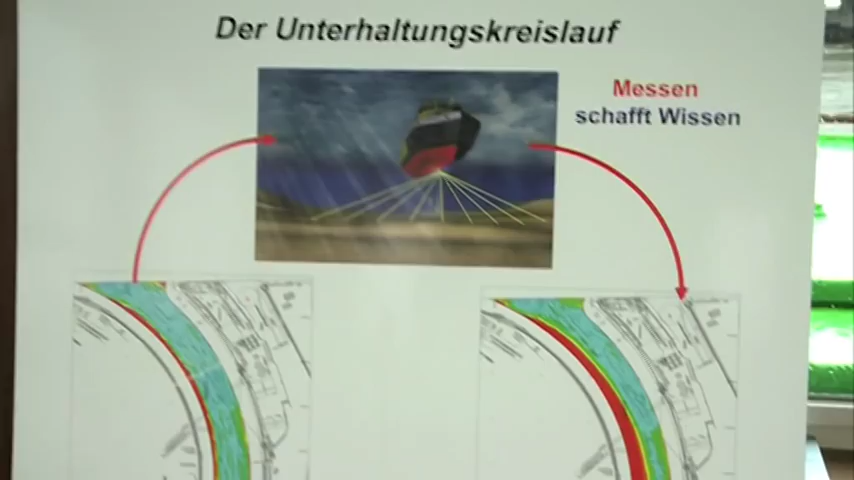 Der Unterhaltungskreislauf
Messen
schafft Wissen